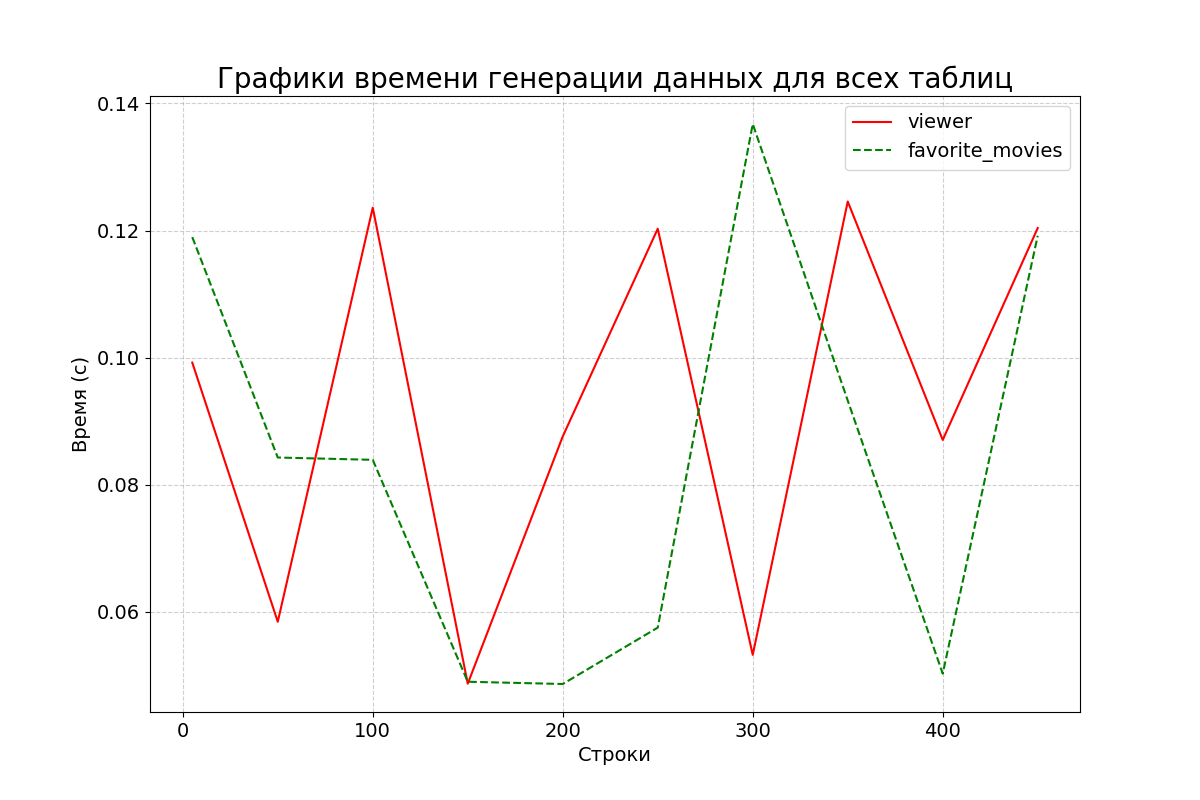 Графики времени генерации данных для всех таблиц
viewer
favorite_movies
0.14
0.12
0.10
0.08
0.06
Время (с)
0 100 200 300 400
Строки